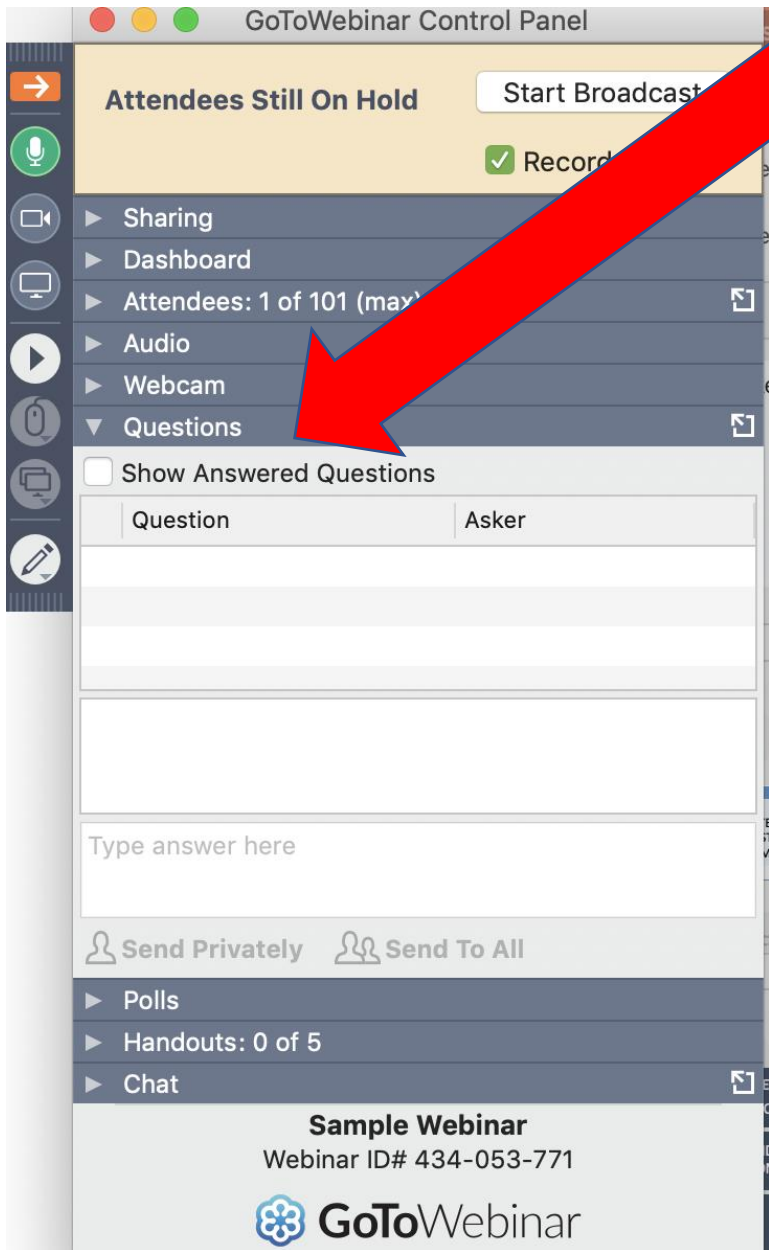 GoToWebinar Control Panel
Attendees Still On Hold
Start Broadcast
Record
Sharing
Dashboard
Attendees: 1 of 101 (max)
Audio
Webcam
Questions
Show Answered Questions
Question Asker
Type answer here
Send Privately Send To All
Polls
Handouts: 0 of 5
Chat
Sample Webinar
Webinar ID# 434-053-771
GoToWebinar